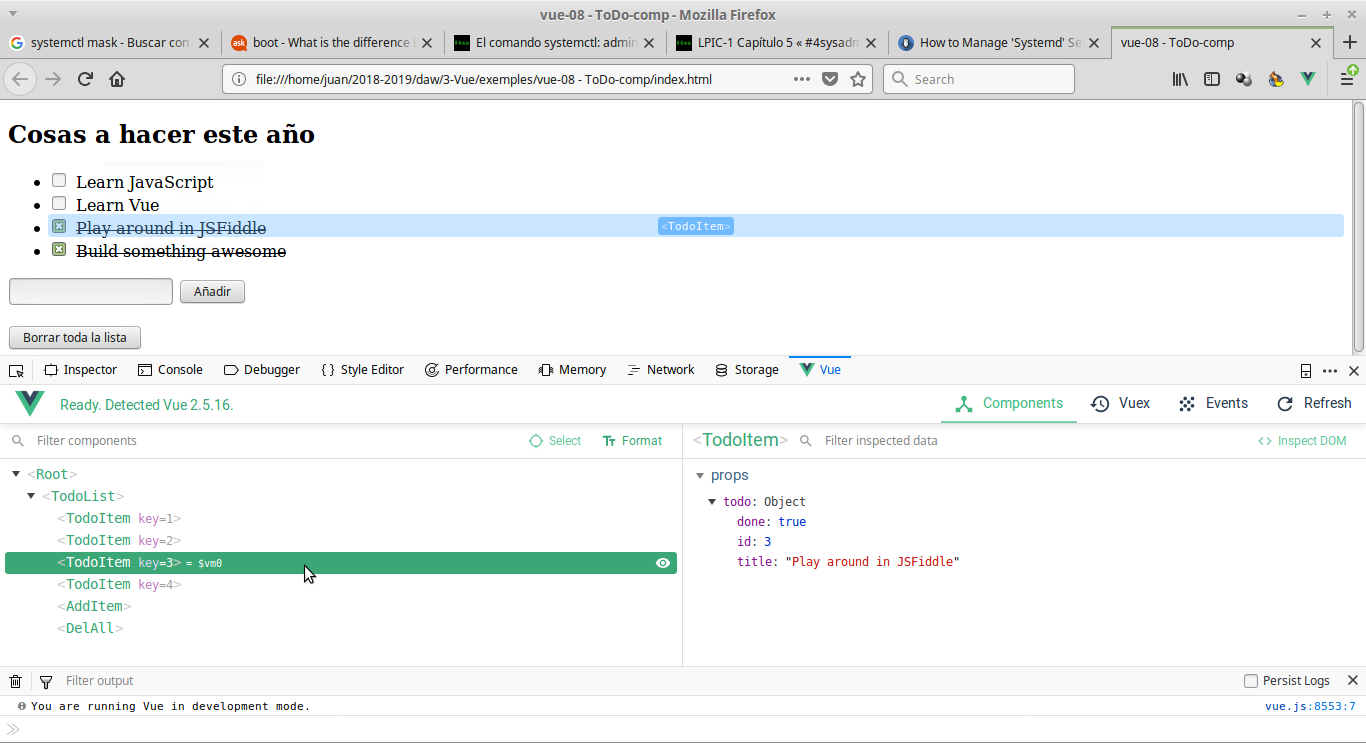 vue-08 - ToDo-comp - Mozilla Firefox
systemctl mask - Buscar con
ask boot - What is the difference
El comando systemctl: admin
LPIC-1 Capítulo 5 « #4sysadm
How to Manage 'Systemd' Se
vue-08 - ToDo-comp
file:///home/juan/2018-2019/daw/3-Vue/exemples/vue-08 - ToDo-comp/index.html
Search
Cosas a hacer este año
Learn JavaScript
Learn Vue
Play around in JSFiddle <TodoItem>
Build something awesome
Añadir
Borrar toda la lista
Inspector Console Debugger Style Editor Performance Memory Network Storage Vue
Ready. Detected Vue 2.5.16.
Components Vuex Events Refresh
Filter components Select Format
<TodoItem> Filter inspected data Inspect DOM
<Root>
<TodoList>
<TodoItem key=1>
<TodoItem key=2>
<TodoItem key=3> = $vm0
<TodoItem key=4>
<AddItem>
<DelAll>
props
todo: Object
done: true
id: 3
title: "Play around in JSFiddle"
Filter output Persist Logs
You are running Vue in development mode. vue.js:8553:7